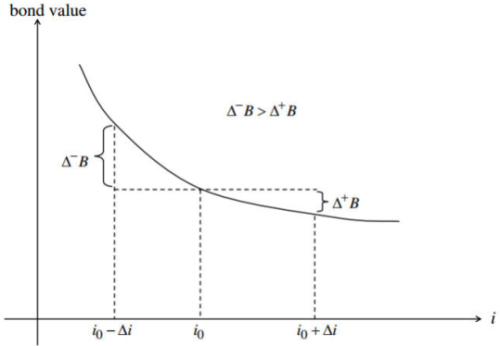 bond value
Δ⁻B > Δ⁺B
Δ⁻B
Δ⁺B
i
i₀ − Δi
i₀
i₀ + Δi